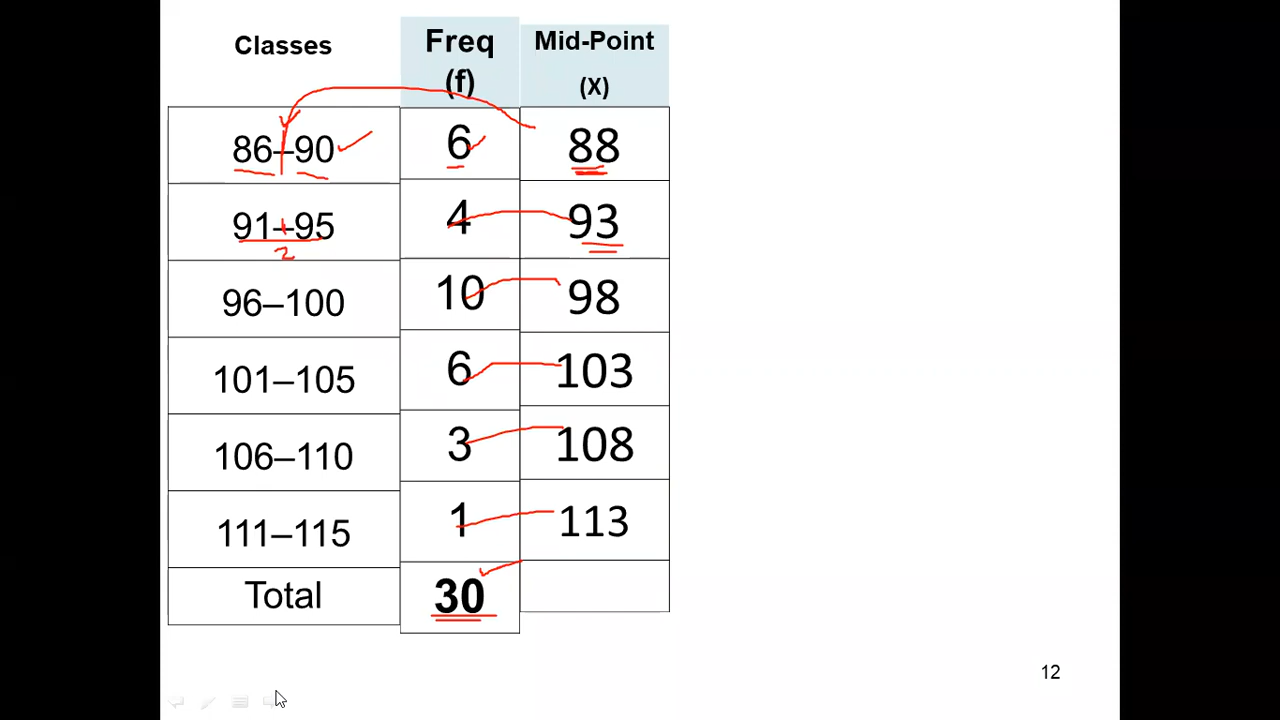 Classes Freq (f) Mid-Point (X)
86–90 6 88
91–95 4 93
2
96–100 10 98
101–105 6 103
106–110 3 108
111–115 1 113
Total 30
12